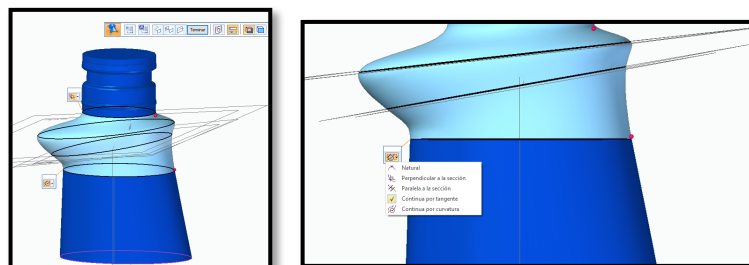 Terminar
Natural
Perpendicular a la sección
Paralela a la sección
Continua por tangente
Continua por curvatura